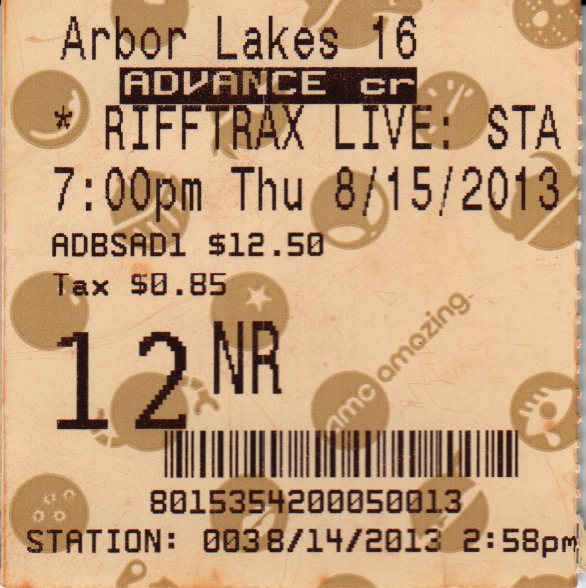 Arbor Lakes 16
ADVANCE cr
* RIFFTRAX LIVE: STA
7:00pm Thu 8/15/2013
ADBSAD1 $12.50
Tax $0.85
12 NR
amc amazing.
8015354200050013
STATION: 0038/14/2013 2:58pm